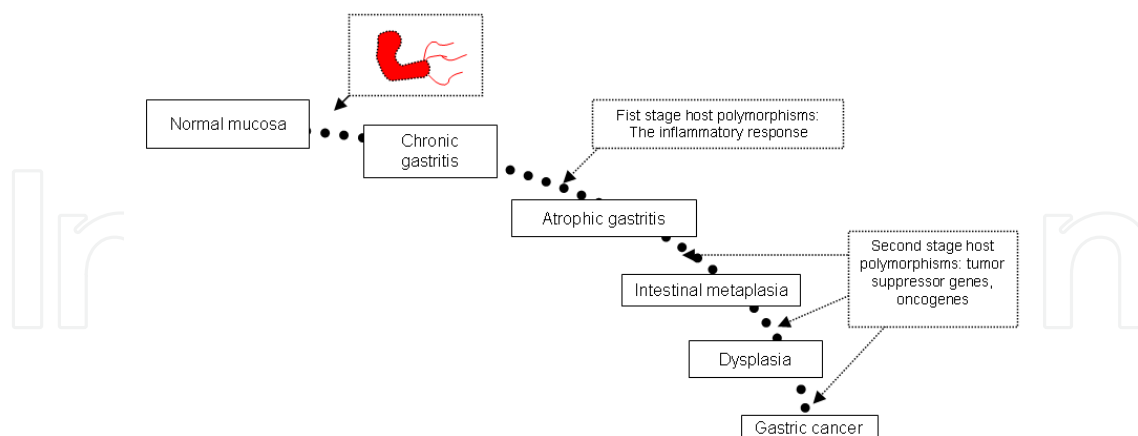 Normal mucosa
Chronic
gastritis
Fist stage host polymorphisms:
The inflammatory response
Atrophic gastritis
Second stage host
polymorphisms: tumor
suppressor genes,
oncogenes
Intestinal metaplasia
Dysplasia
Gastric cancer